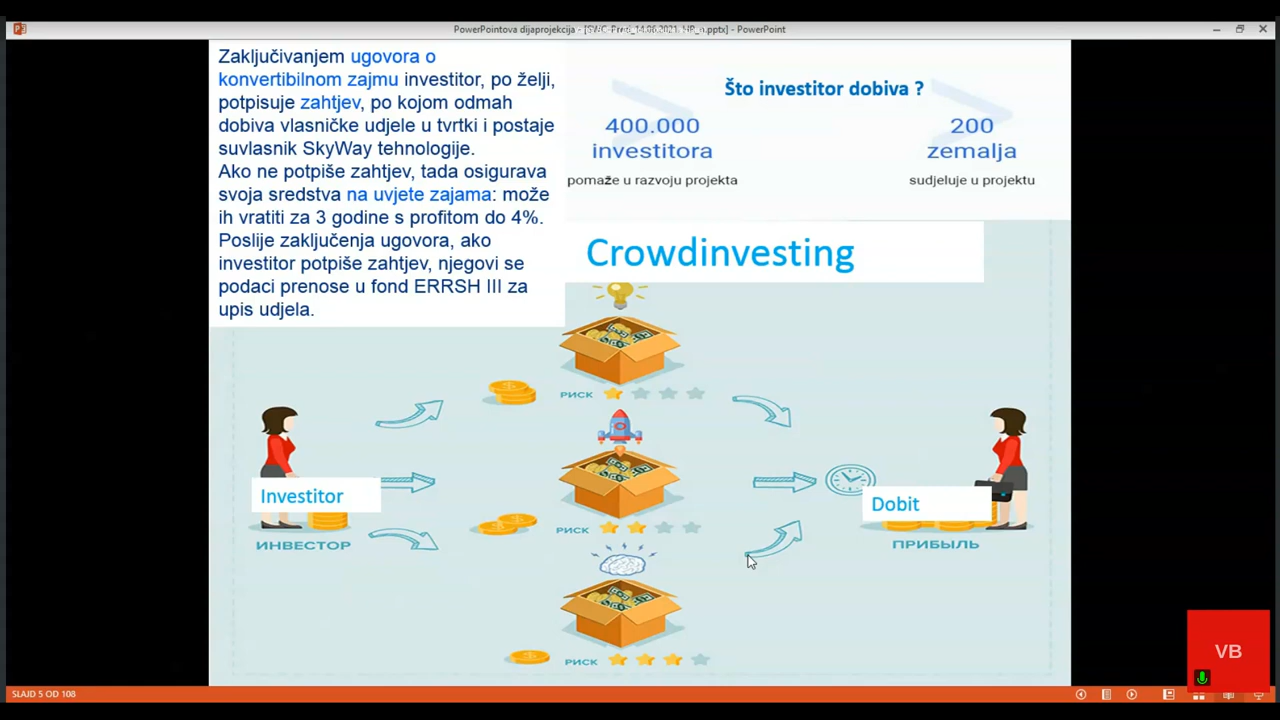 PowerPointova dijaprojekcija - [SWC-Prez_14.06.2021_HR_n.pptx] - PowerPoint
Zaključivanjem ugovora o
konvertibilnom zajmu investitor, po želji,
potpisuje zahtjev, po kojom odmah
dobiva vlasničke udjele u tvrtki i postaje
suvlasnik SkyWay tehnologije.
Ako ne potpiše zahtjev, tada osigurava
svoja sredstva na uvjete zajama: može
ih vratiti za 3 godine s profitom do 4%.
Poslije zaključenja ugovora, ako
investitor potpiše zahtjev, njegovi se
podaci prenose u fond ERRSH III za
upis udjela.
Što investitor dobiva ?
400.000
investitora
pomaže u razvoju projekta
200
zemalja
sudjeluje u projektu
Crowdinvesting
РИСК
РИСК
РИСК
Investitor
ИНВЕСТОР
Dobit
ПРИБЫЛЬ
VB
SLAJD 5 OD 108